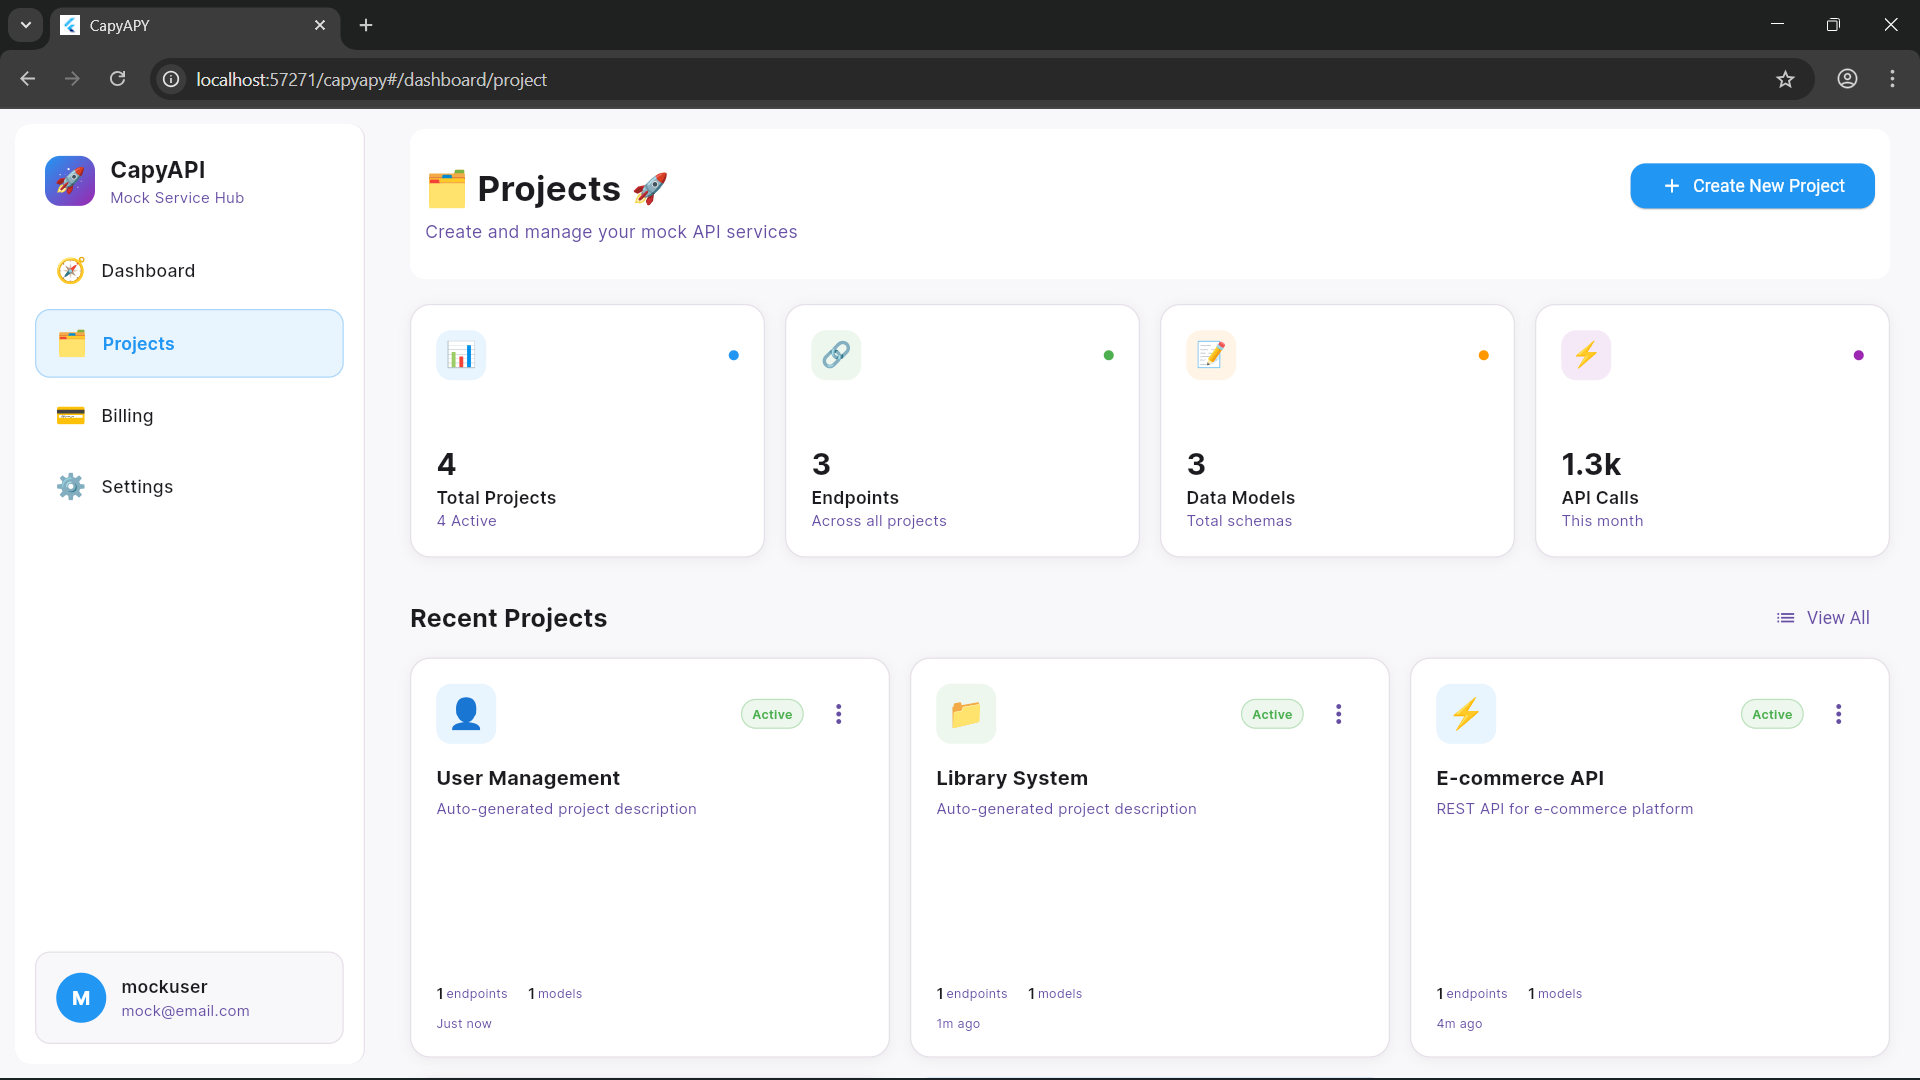 CapyAPY
localhost:57271/capyapy#/dashboard/project
CapyAPI
Mock Service Hub
Dashboard
Projects
Billing
Settings
M
mockuser
mock@email.com
Projects
Create and manage your mock API services
+ Create New Project
4
Total Projects
4 Active
3
Endpoints
Across all projects
3
Data Models
Total schemas
1.3k
API Calls
This month
Recent Projects
View All
Active
User Management
Auto-generated project description
1 endpoints 1 models
Just now
Active
Library System
Auto-generated project description
1 endpoints 1 models
1m ago
Active
E-commerce API
REST API for e-commerce platform
1 endpoints 1 models
4m ago